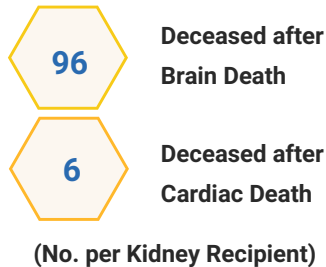 96
Deceased after
Brain Death
6
Deceased after
Cardiac Death
(No. per Kidney Recipient)